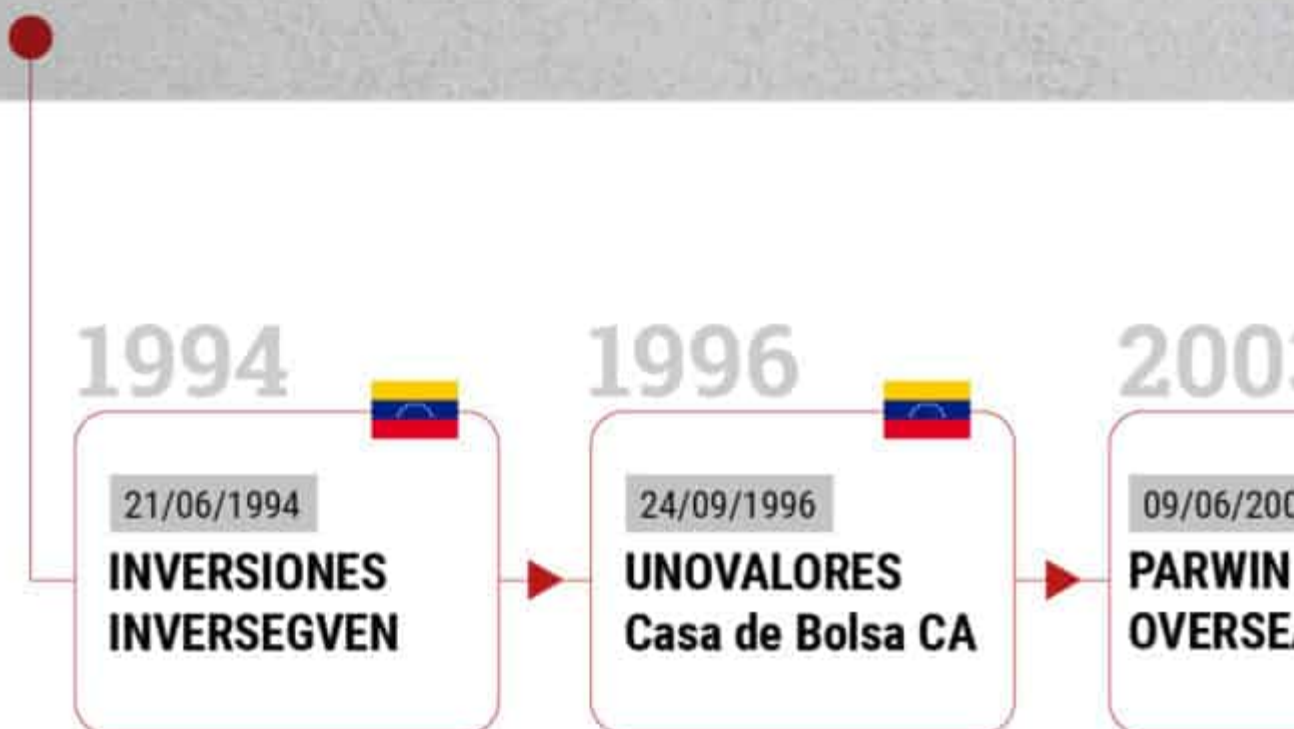 1994
21/06/1994
INVERSIONES
INVERSEGVEN
1996
24/09/1996
UNOVALORES
Casa de Bolsa CA
PARWIN